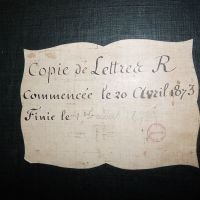 Copie de Lettres R
Commencée le 20 Avril 1873
Finie le